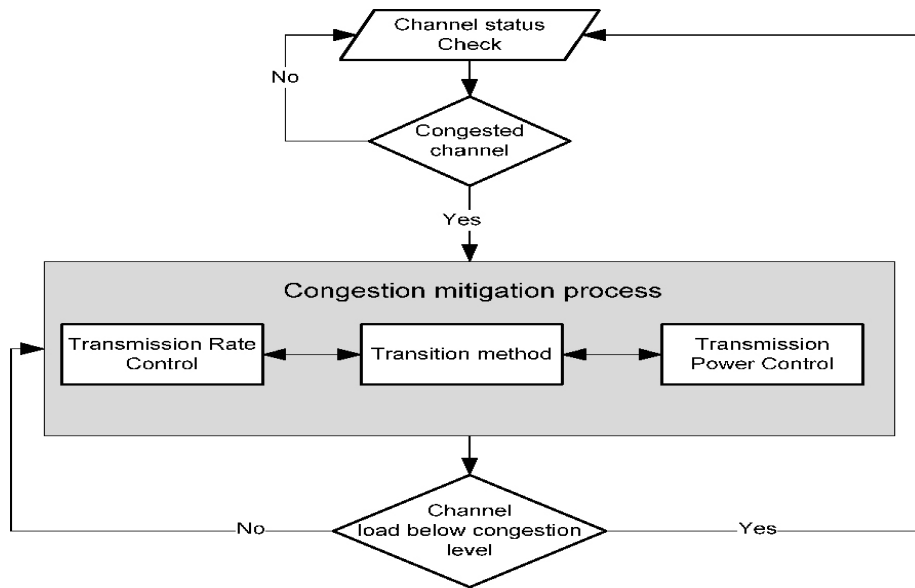 Channel status
Check
No
Congested
channel
Yes
Congestion mitigation process
Transmission Rate
Control
Transition method
Transmission
Power Control
Channel
load below congestion
level
No
Yes